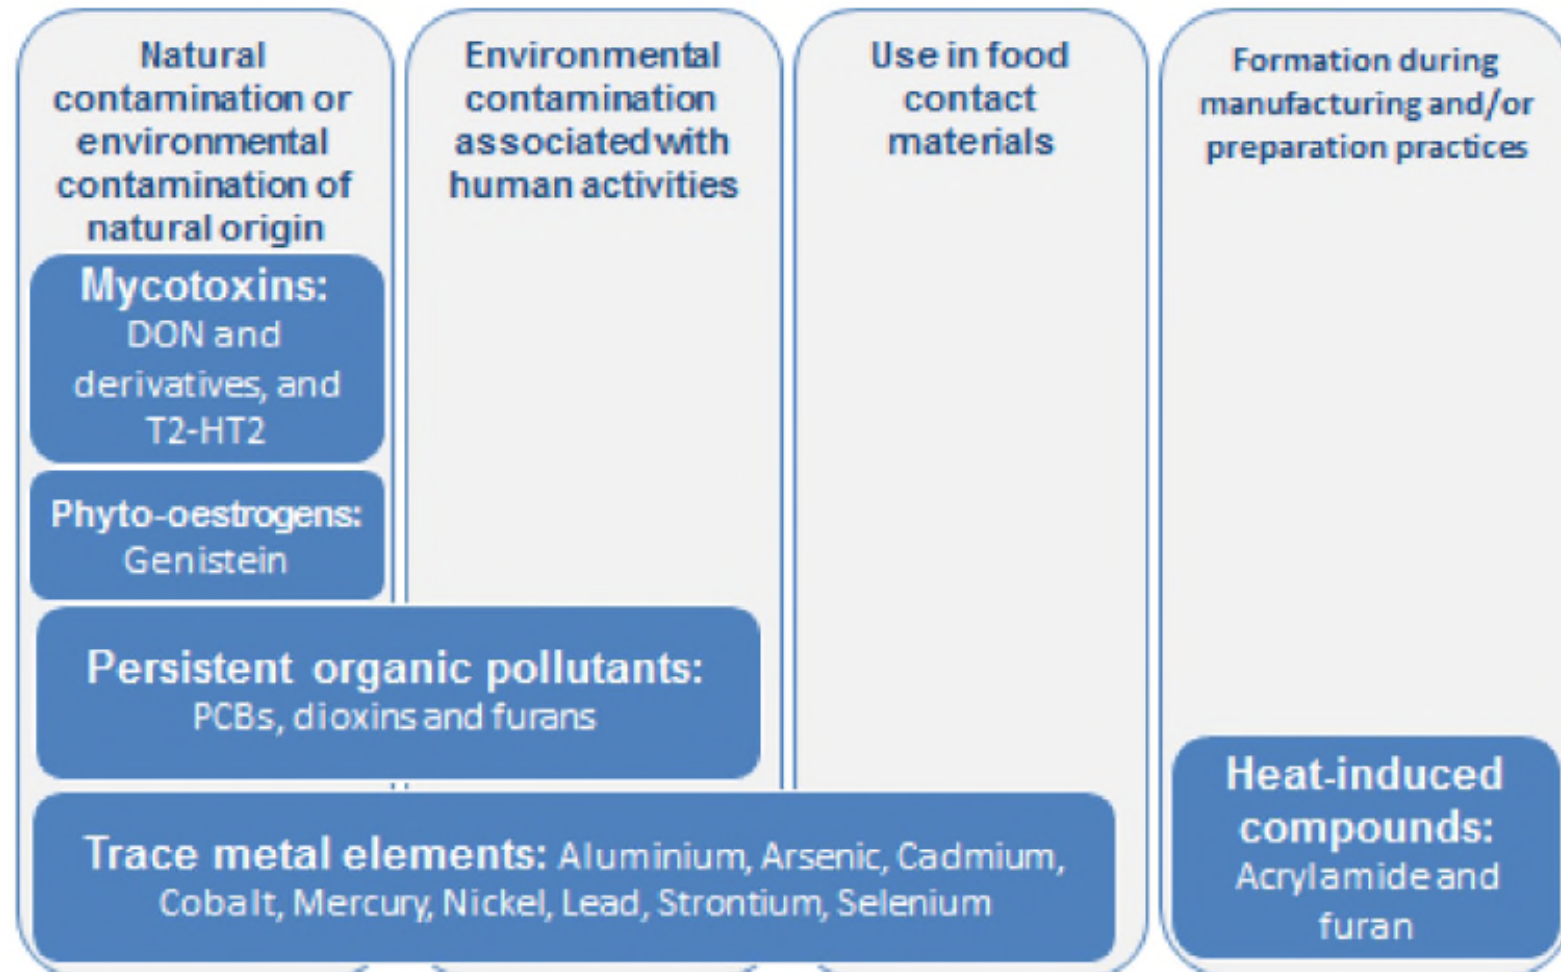 Natural
contamination or
environmental
contamination of
natural origin
Environmental
contamination
associated with
human activities
Use in food
contact
materials
Formation during
manufacturing and/or
preparation practices
Mycotoxins:
DON and
derivatives, and
T2-HT2
Phyto-oestrogens:
Genistein
Persistent organic pollutants:
PCBs, dioxins and furans
Trace metal elements: Aluminium, Arsenic, Cadmium,
Cobalt, Mercury, Nickel, Lead, Strontium, Selenium
Heat-induced
compounds:
Acrylamide and
furan